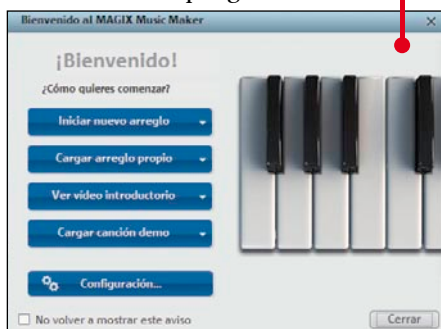 Bienvenido al MAGIX Music Maker
¡Bienvenido!
¿Cómo quieres comenzar?
Iniciar nuevo arreglo
Cargar arreglo propio
Ver video introductorio
Cargar canción demo
Configuración...
No volver a mostrar este aviso
Cerrar